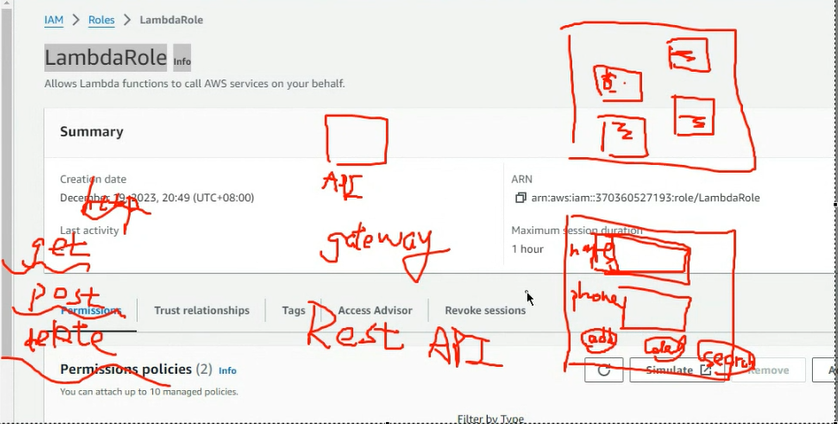 IAM > Roles > LambdaRole
LambdaRole Info
Allows Lambda functions to call AWS services on your behalf.
Summary
Creation date
December 19, 2023, 20:49 (UTC+08:00)
Last activity
ARN
arn:aws:iam::370360527193:role/LambdaRole
Maximum session duration
1 hour
http
get
post
delete
API
gateway
Rest API
name
phone
add
search
Permissions
Trust relationships
Tags
Access Advisor
Revoke sessions
Permissions policies (2) Info
You can attach up to 10 managed policies.
Simulate
Remove
Filter by Type